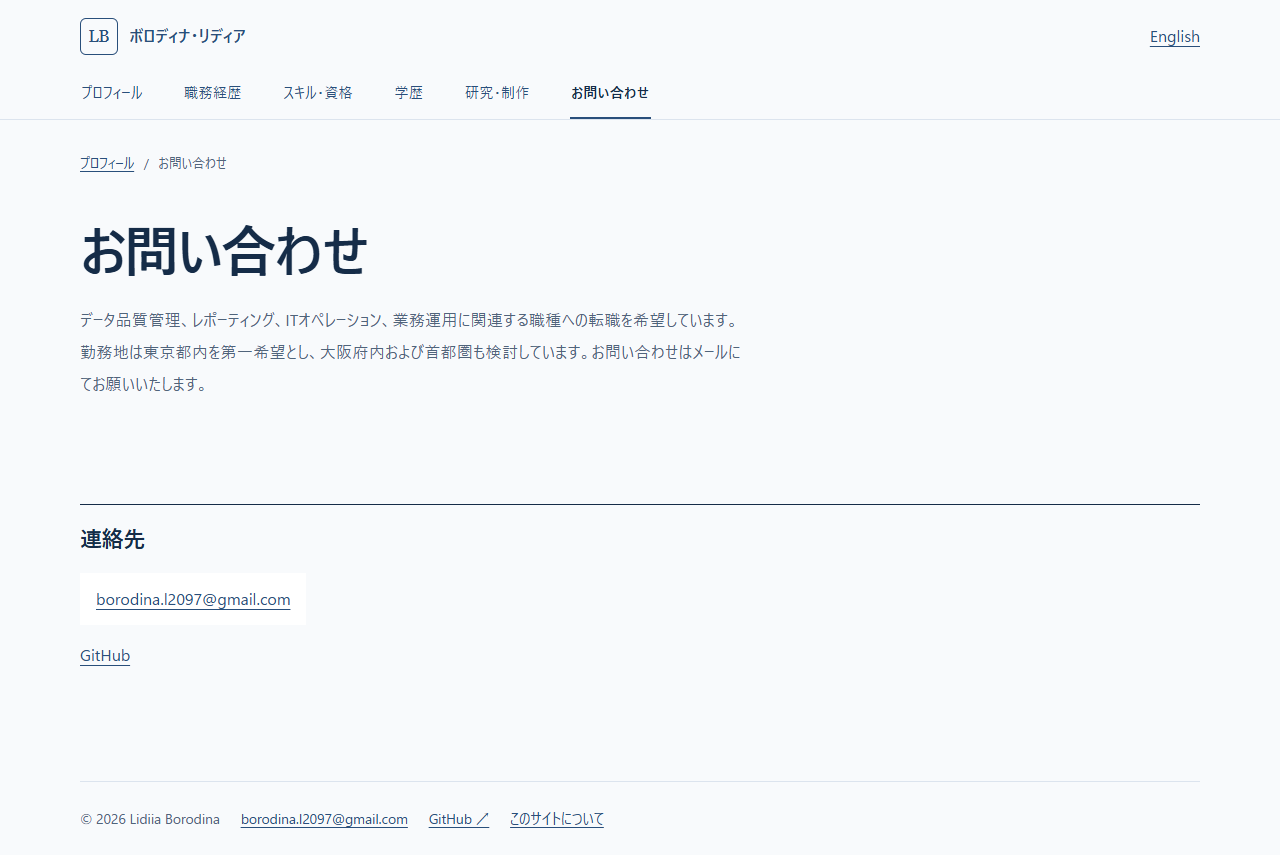 LB ボロディナ・リディア
English
プロフィール 職務経歴 スキル・資格 学歴 研究・制作 お問い合わせ
プロフィール / お問い合わせ
お問い合わせ
データ品質管理、レポーティング、ITオペレーション、業務運用に関連する職種への転職を希望しています。
勤務地は東京都内を第一希望とし、大阪府内および首都圏も検討しています。お問い合わせはメールに
てお願いいたします。
連絡先
borodina.l2097@gmail.com
GitHub
© 2026 Lidiia Borodina borodina.l2097@gmail.com GitHub ↗ このサイトについて